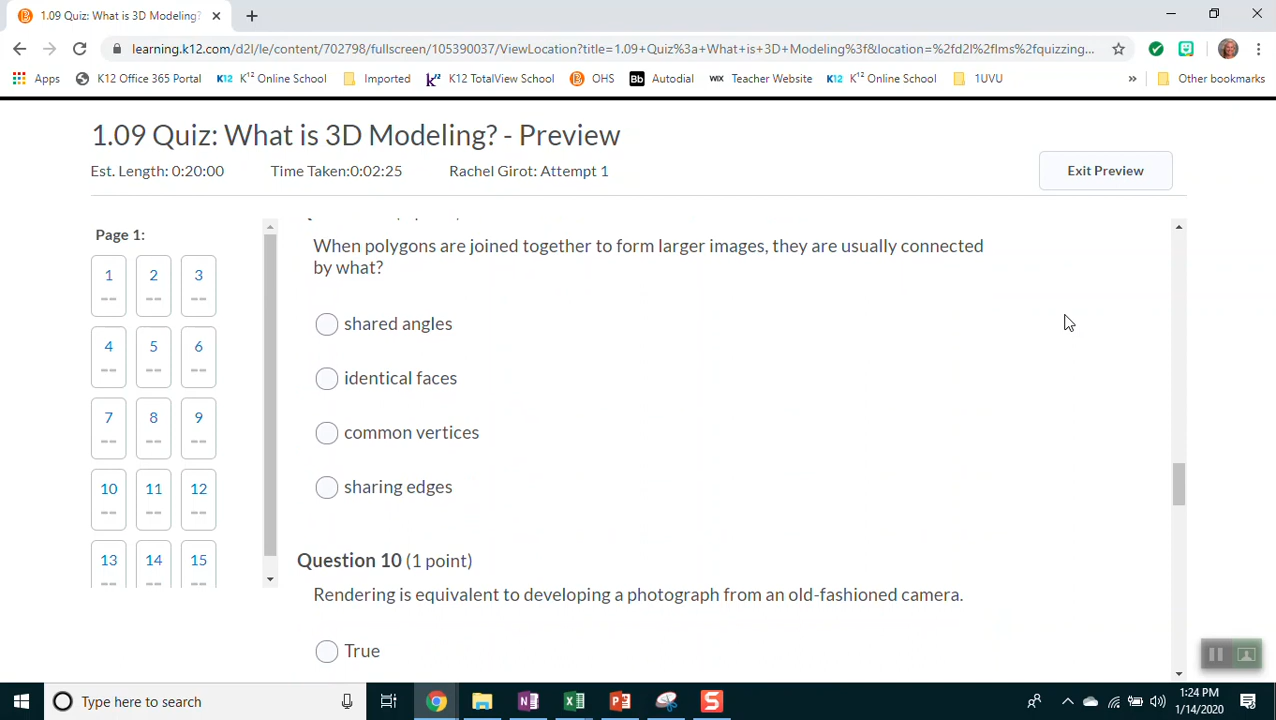 1.09 Quiz: What is 3D Modeling?
learning.k12.com/d2l/le/content/702798/fullscreen/105390037/ViewLocation?title=1.09+Quiz%3a+What+is+3D+Modeling%3f&location=%2fd2l%2flms%2fquizzing...
Apps K12 Office 365 Portal K12 Online School Imported K12 TotalView School OHS Bb Autodial WIX Teacher Website K12 Online School 1UVU » Other bookmarks
1.09 Quiz: What is 3D Modeling? - Preview
Est. Length: 0:20:00 Time Taken:0:02:25 Rachel Girot: Attempt 1
Exit Preview
Page 1:
1 2 3
-- -- --
4 5 6
-- -- --
7 8 9
-- -- --
10 11 12
-- -- --
13 14 15
-- -- --
When polygons are joined together to form larger images, they are usually connected
by what?
shared angles
identical faces
common vertices
sharing edges
Question 10 (1 point)
Rendering is equivalent to developing a photograph from an old-fashioned camera.
True
Type here to search
1:24 PM
1/14/2020